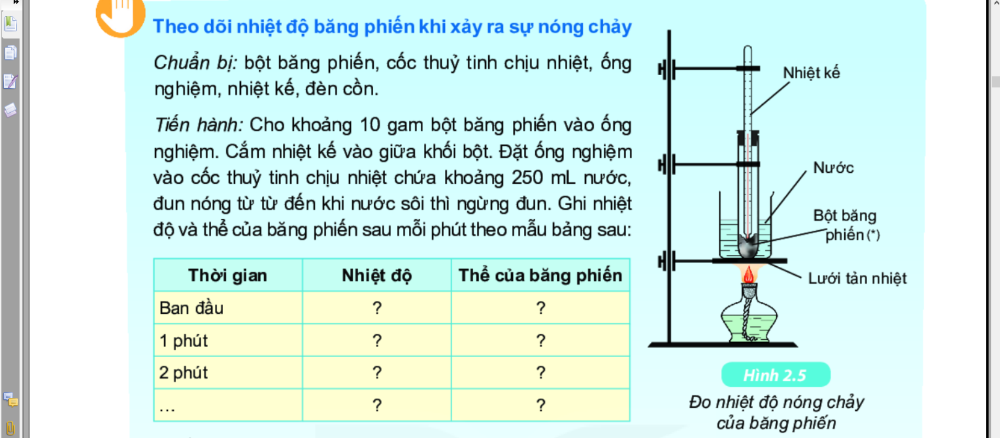 Theo dõi nhiệt độ băng phiến khi xảy ra sự nóng chảy
Chuẩn bị: bột băng phiến, cốc thuỷ tinh chịu nhiệt, ống
nghiệm, nhiệt kế, đèn cồn.
Tiến hành: Cho khoảng 10 gam bột băng phiến vào ống
nghiệm. Cắm nhiệt kế vào giữa khối bột. Đặt ống nghiệm
vào cốc thuỷ tinh chịu nhiệt chứa khoảng 250 mL nước,
đun nóng từ từ đến khi nước sôi thì ngừng đun. Ghi nhiệt
độ và thể của băng phiến sau mỗi phút theo mẫu bảng sau:
Thời gian Nhiệt độ Thể của băng phiến
Ban đầu ? ?
1 phút ? ?
2 phút ? ?
... ? ?
Nhiệt kế
Nước
Bột băng
phiến (*)
Lưới tản nhiệt
Hình 2.5
Đo nhiệt độ nóng chảy
của băng phiến